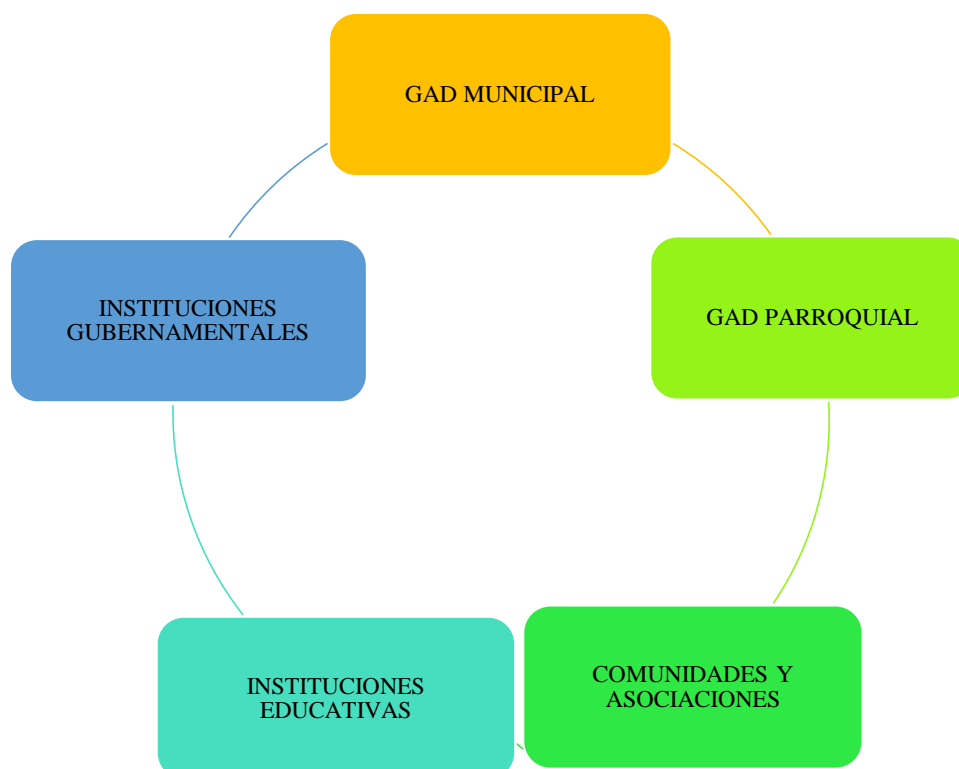 GAD MUNICIPAL
GAD PARROQUIAL
COMUNIDADES Y
ASOCIACIONES
INSTITUCIONES
EDUCATIVAS
INSTITUCIONES
GUBERNAMENTALES